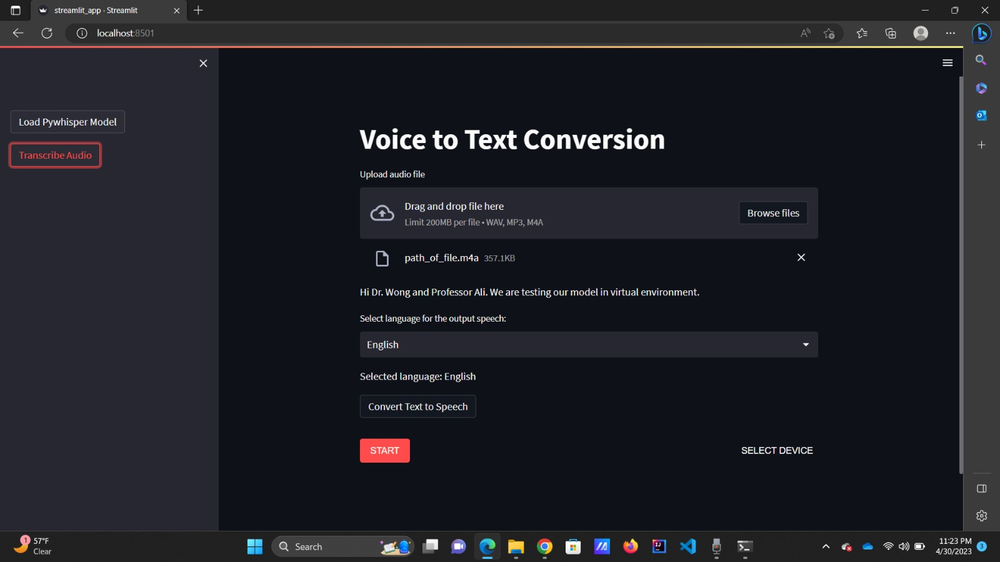 streamlit_app · Streamlit
localhost:8501
Load Pywhisper Model
Transcribe Audio
Voice to Text Conversion
Upload audio file
Drag and drop file here
Limit 200MB per file • WAV, MP3, M4A
Browse files
path_of_file.m4a 357.1KB
Hi Dr. Wong and Professor Ali. We are testing our model in virtual environment.
Select language for the output speech:
English
Selected language: English
Convert Text to Speech
START
SELECT DEVICE
1
57°F
Clear
Search
11:23 PM
4/30/2023
3